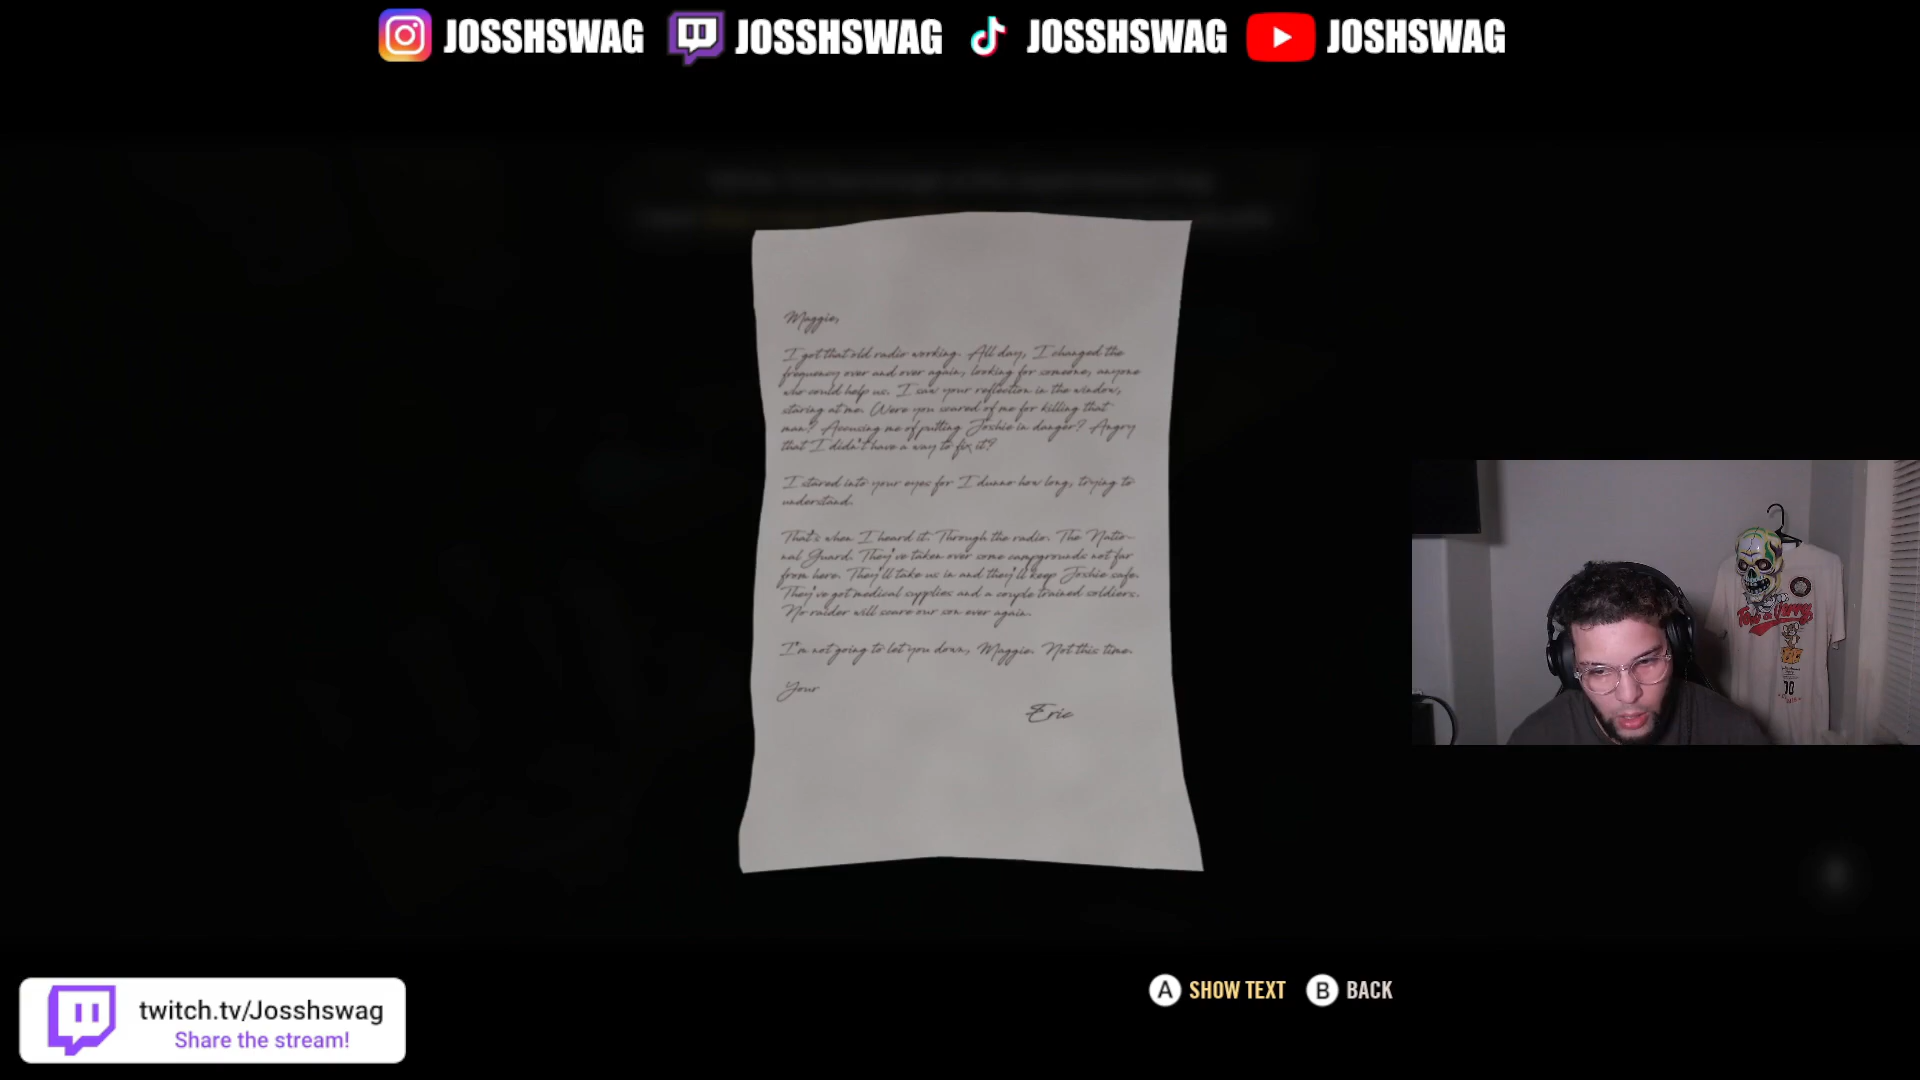 JOSSHSWAG JOSSHSWAG JOSSHSWAG JOSHSWAG
Maggie,
I got that old radio working. All day, I changed the
frequency over and over again, looking for someone, anyone
who could help us. I saw your reflection in the window,
staring at me. Were you scared of me for killing that
man? Accusing me of putting Joshie in danger? Angry
that I didn't have a way to fix it?
I stared into your eyes for I dunno how long, trying to
understand.
That's when I heard it. Through the radio. The Natio-
nal Guard. They've taken over some campgrounds not far
from here. They'll take us in and they'll keep Joshie safe.
They've got medical supplies and a couple trained soldiers.
No raider will scare our son ever again.
I'm not going to let you down, Maggie. Not this time.
Your
Eric
Tom and Jerry
A SHOW TEXT B BACK
twitch.tv/Josshswag
Share the stream!